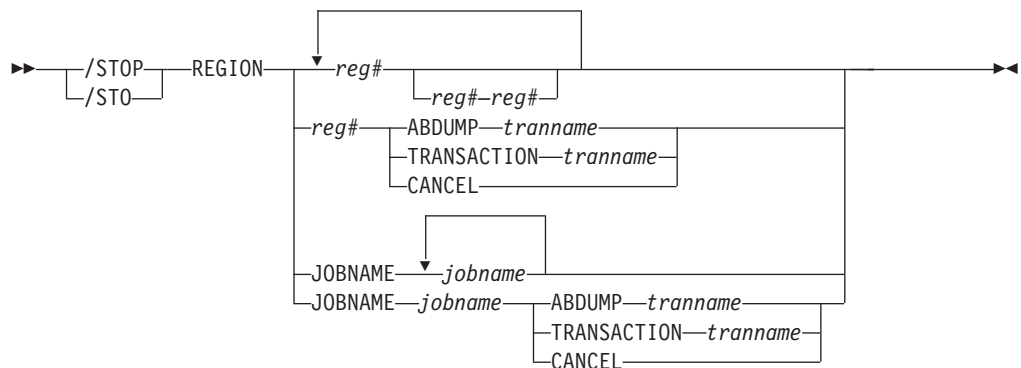 /STOP REGION reg#
/STO reg#–reg#
reg# ABDUMP tranname
TRANSACTION tranname
CANCEL
JOBNAME jobname
JOBNAME jobname ABDUMP tranname
TRANSACTION tranname
CANCEL